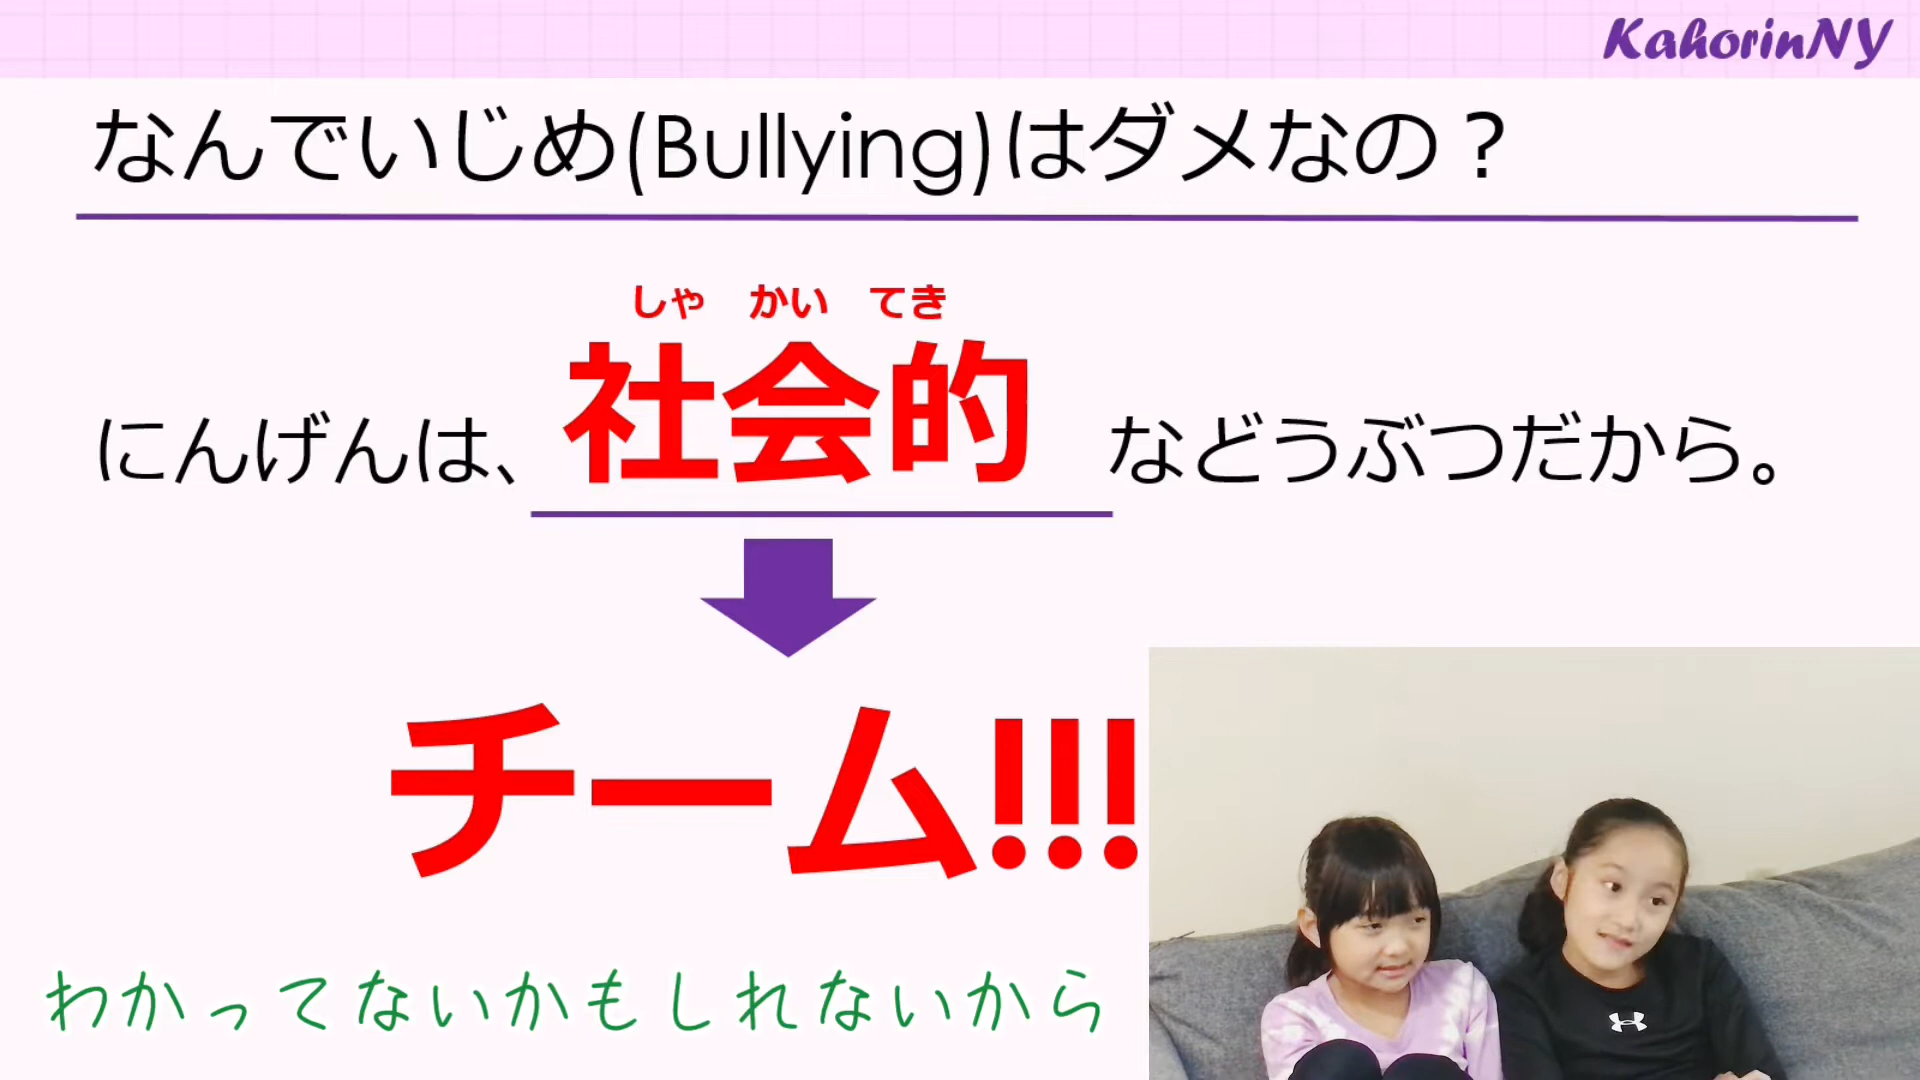 KahorinNY
なんでいじめ(Bullying)はダメなの？
しゃ かい てき
にんげんは、社会的などうぶつだから。
チーム!!!
わかってないかもしれないから